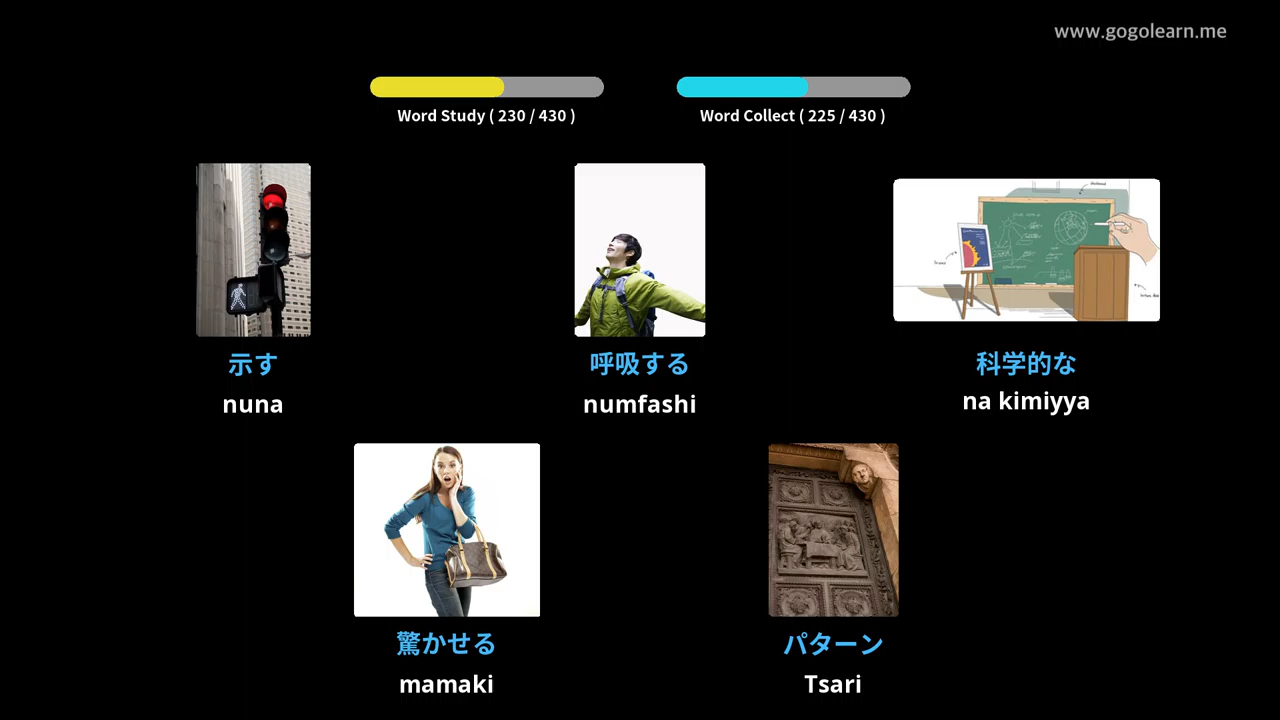 www.gogolearn.me
Word Study ( 230 / 430 )
Word Collect ( 225 / 430 )
示す
nuna
呼吸する
numfashi
科学的な
na kimiyya
驚かせる
mamaki
パターン
Tsari